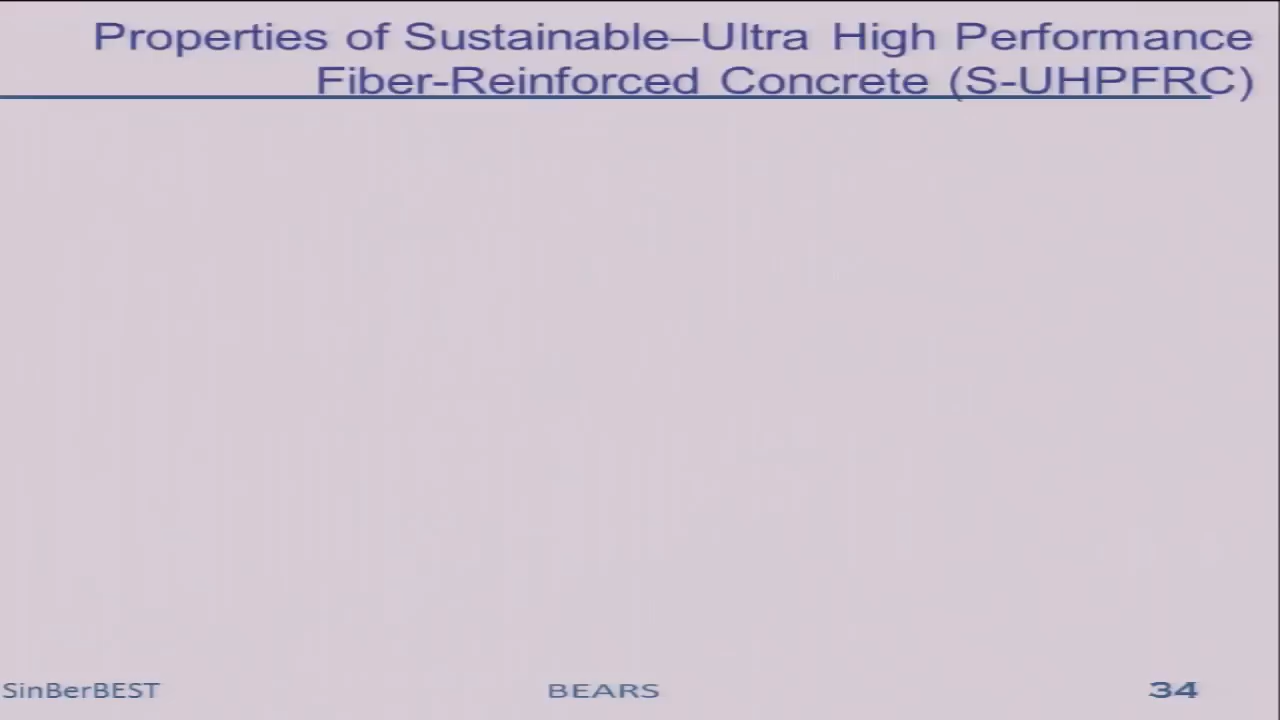 Properties of Sustainable–Ultra High Performance
Fiber-Reinforced Concrete (S-UHPFRC)
SinBerBEST BEARS 34